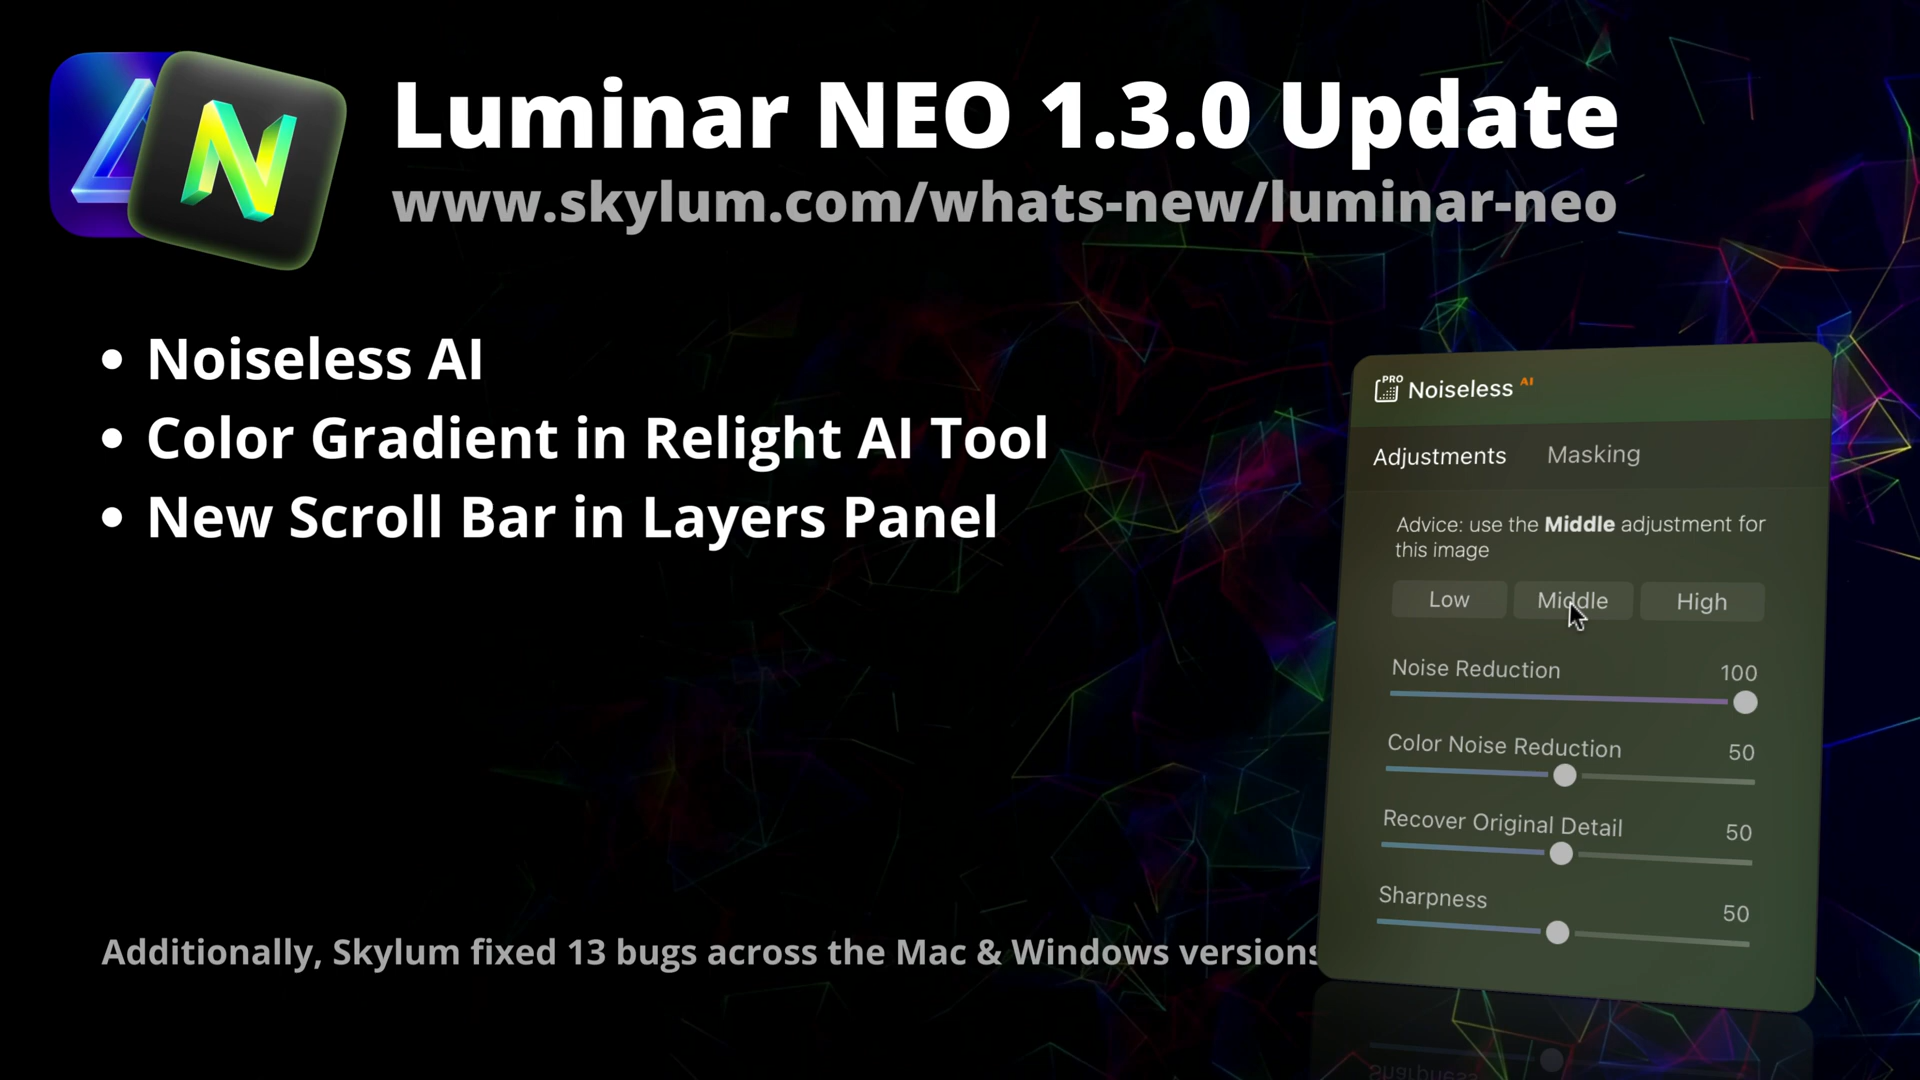 N
Luminar NEO 1.3.0 Update
www.skylum.com/whats-new/luminar-neo
• Noiseless AI
• Color Gradient in Relight AI Tool
• New Scroll Bar in Layers Panel
PRO Noiseless AI
Adjustments Masking
Advice: use the Middle adjustment for
this image
Low Middle High
Noise Reduction 100
Color Noise Reduction 50
Recover Original Detail 50
Sharpness 50
Additionally, Skylum fixed 13 bugs across the Mac & Windows versions
Sharpness